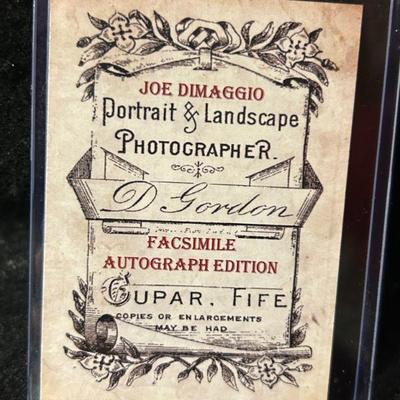 JOE DIMAGGIO
Portrait & Landscape
PHOTOGRAPHER.
D Gordon
FACSIMILE
AUTOGRAPH EDITION
CUPAR. FIFE
COPIES OR ENLARGEMENTS
MAY BE HAD